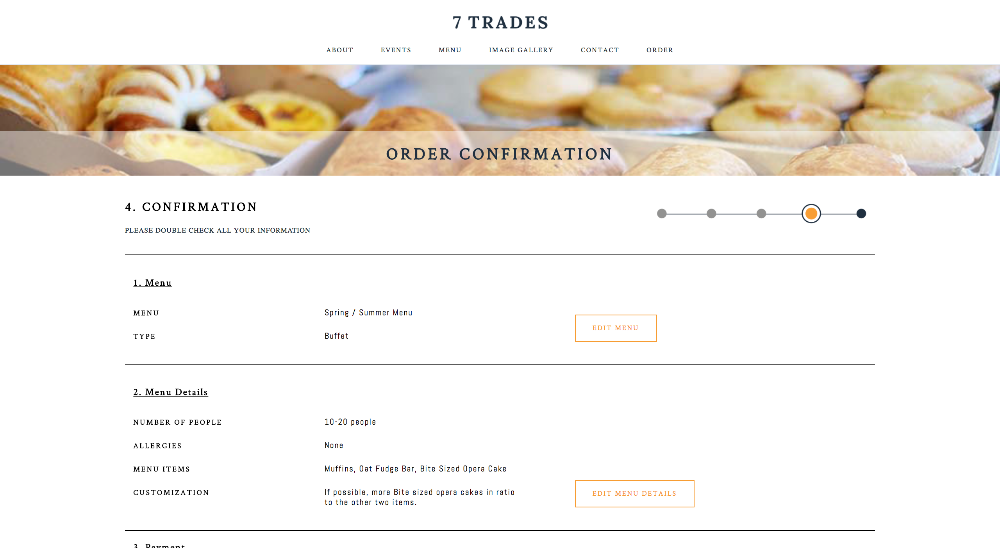 7 TRADES
ABOUT EVENTS MENU IMAGE GALLERY CONTACT ORDER
ORDER CONFIRMATION
4. CONFIRMATION
PLEASE DOUBLE CHECK ALL YOUR INFORMATION
1. Menu
MENU Spring / Summer Menu
EDIT MENU
TYPE Buffet
2. Menu Details
NUMBER OF PEOPLE 10-20 people
ALLERGIES None
MENU ITEMS Muffins, Oat Fudge Bar, Bite Sized Opera Cake
CUSTOMIZATION If possible, more Bite sized opera cakes in ratio
to the other two items.
EDIT MENU DETAILS
3. Payment